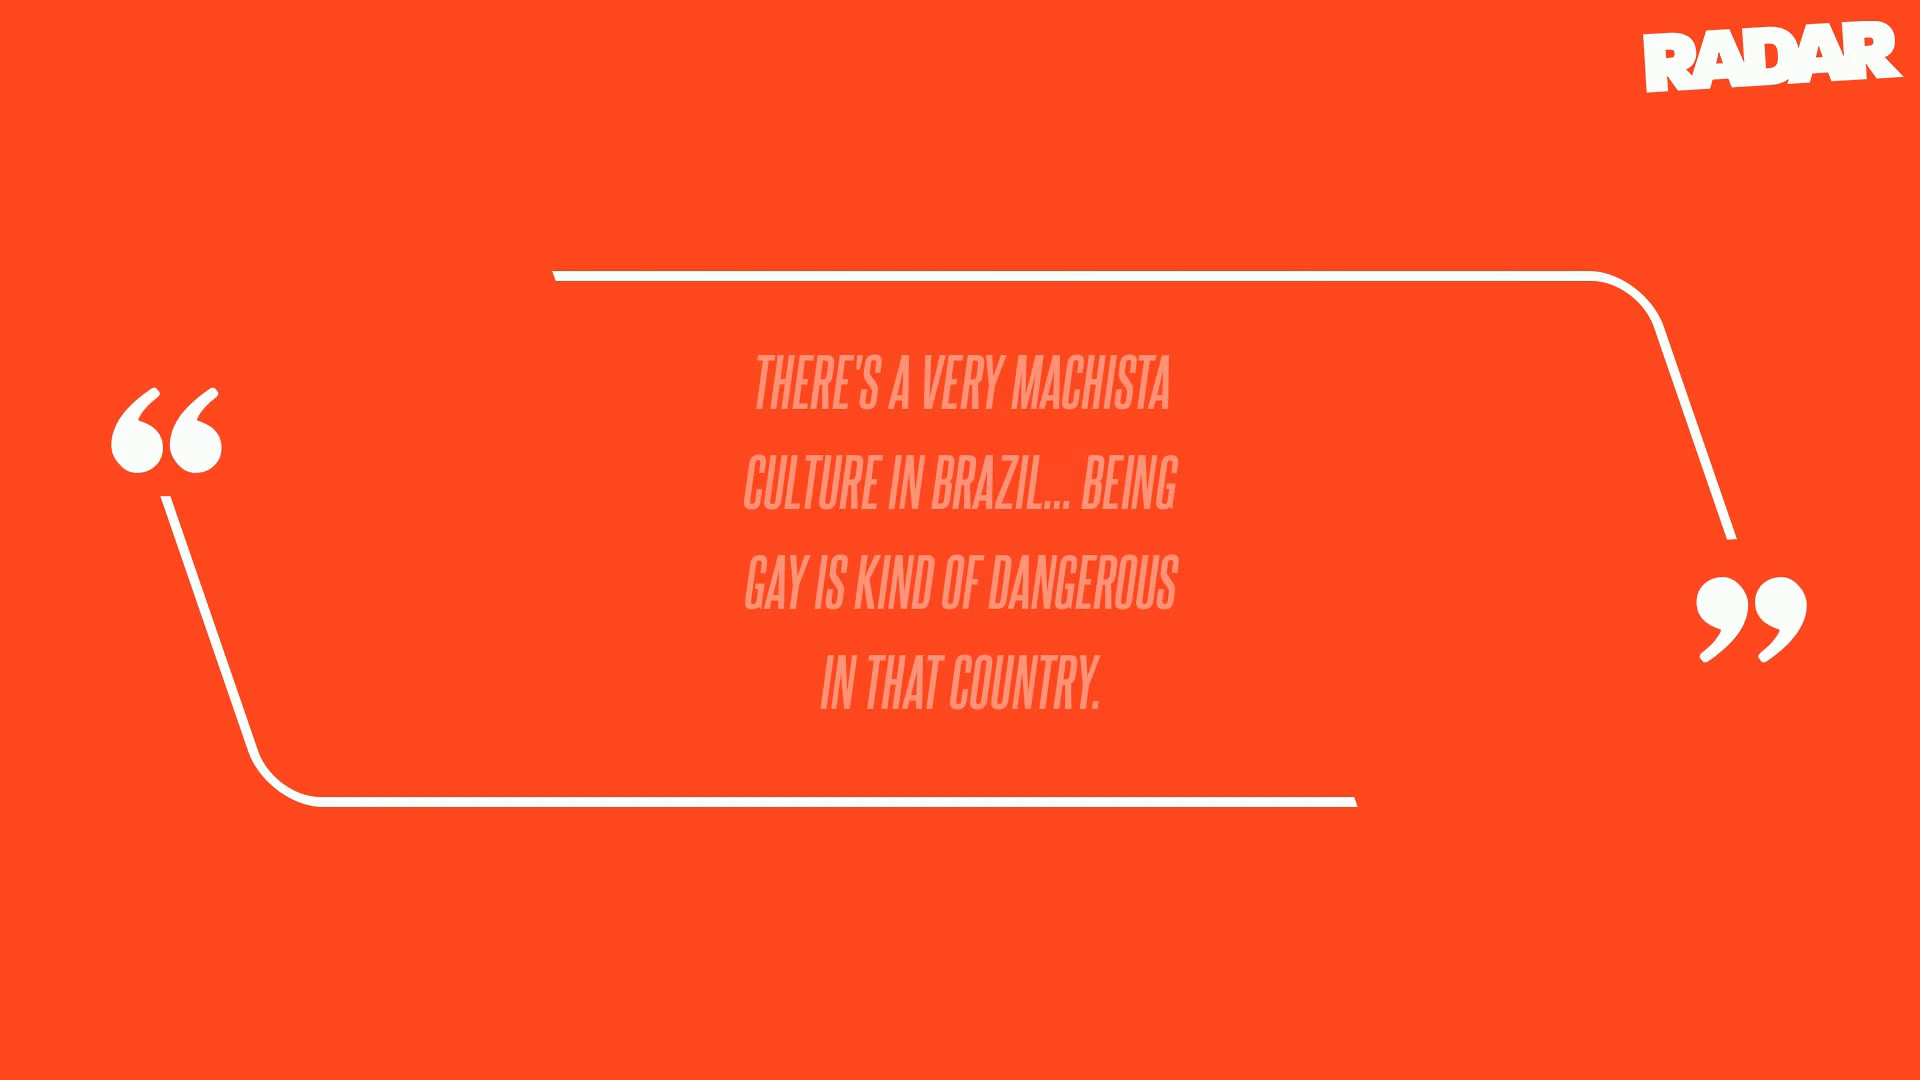 RADAR
“
THERE'S A VERY MACHISTA
CULTURE IN BRAZIL... BEING
GAY IS KIND OF DANGEROUS
IN THAT COUNTRY.
”